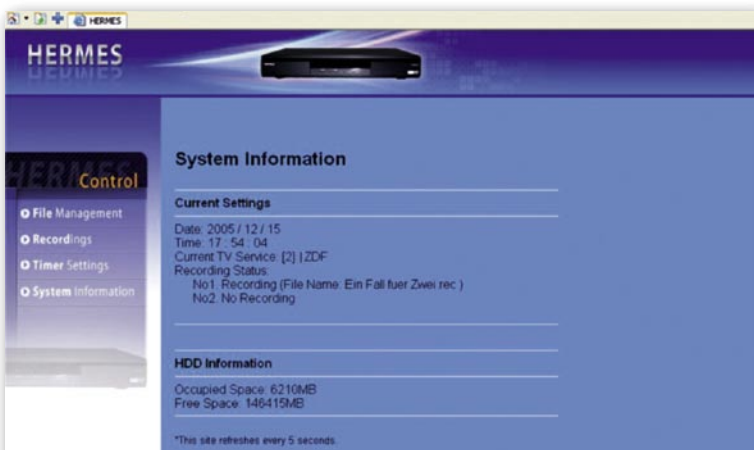 HERMES
HERMES
System Information
HERMES
Control
Current Settings
File Management
Recordings
Timer Settings
System Information
Date: 2005 / 12 / 15
Time: 17 : 54 : 04
Current TV Service: [2] | ZDF
Recording Status:
No1. Recording (File Name: Ein Fall fuer Zwei.rec )
No2. No Recording
HDD Information
Occupied Space: 6210MB
Free Space: 146415MB
*This site refreshes every 5 seconds.